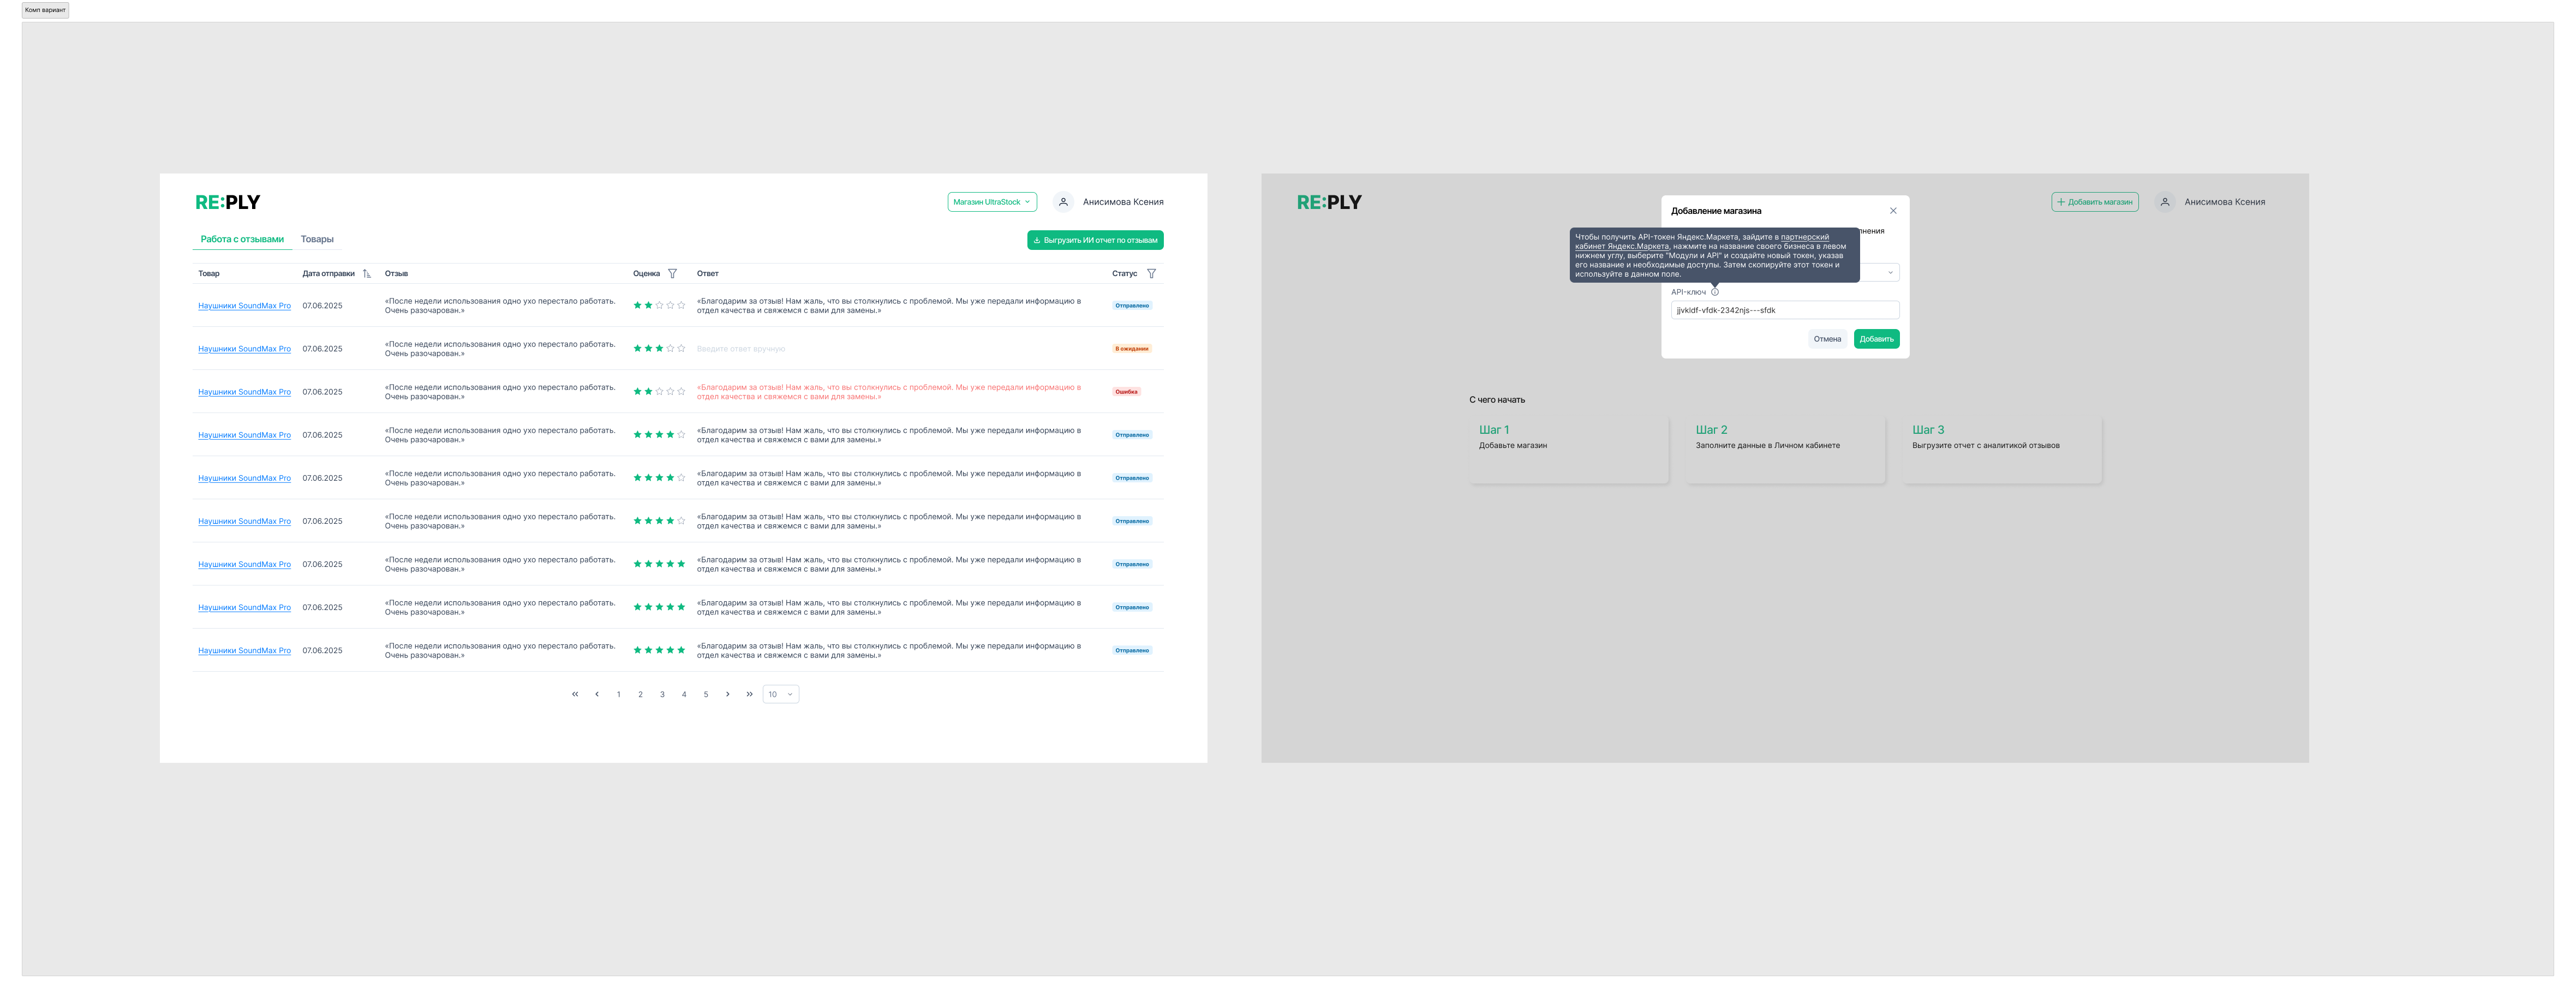 Комп вариант
RE:PLY
Магазин UltraStock
Анисимова Ксения
Работа с отзывами
Товары
Выгрузить ИИ отчет по отзывам
Товар
Дата отправки
Отзыв
Оценка
Ответ
Статус
Наушники SoundMax Pro
07.06.2025
«После недели использования одно ухо перестало работать.
Очень разочарован.»
«Благодарим за отзыв! Нам жаль, что вы столкнулись с проблемой. Мы уже передали информацию в
отдел качества и свяжемся с вами для замены.»
Отправлено
Наушники SoundMax Pro
07.06.2025
«После недели использования одно ухо перестало работать.
Очень разочарован.»
Введите ответ вручную
В ожидании
Наушники SoundMax Pro
07.06.2025
«После недели использования одно ухо перестало работать.
Очень разочарован.»
«Благодарим за отзыв! Нам жаль, что вы столкнулись с проблемой. Мы уже передали информацию в
отдел качества и свяжемся с вами для замены.»
Ошибка
Наушники SoundMax Pro
07.06.2025
«После недели использования одно ухо перестало работать.
Очень разочарован.»
«Благодарим за отзыв! Нам жаль, что вы столкнулись с проблемой. Мы уже передали информацию в
отдел качества и свяжемся с вами для замены.»
Отправлено
Наушники SoundMax Pro
07.06.2025
«После недели использования одно ухо перестало работать.
Очень разочарован.»
«Благодарим за отзыв! Нам жаль, что вы столкнулись с проблемой. Мы уже передали информацию в
отдел качества и свяжемся с вами для замены.»
Отправлено
Наушники SoundMax Pro
07.06.2025
«После недели использования одно ухо перестало работать.
Очень разочарован.»
«Благодарим за отзыв! Нам жаль, что вы столкнулись с проблемой. Мы уже передали информацию в
отдел качества и свяжемся с вами для замены.»
Отправлено
Наушники SoundMax Pro
07.06.2025
«После недели использования одно ухо перестало работать.
Очень разочарован.»
«Благодарим за отзыв! Нам жаль, что вы столкнулись с проблемой. Мы уже передали информацию в
отдел качества и свяжемся с вами для замены.»
Отправлено
Наушники SoundMax Pro
07.06.2025
«После недели использования одно ухо перестало работать.
Очень разочарован.»
«Благодарим за отзыв! Нам жаль, что вы столкнулись с проблемой. Мы уже передали информацию в
отдел качества и свяжемся с вами для замены.»
Отправлено
Наушники SoundMax Pro
07.06.2025
«После недели использования одно ухо перестало работать.
Очень разочарован.»
«Благодарим за отзыв! Нам жаль, что вы столкнулись с проблемой. Мы уже передали информацию в
отдел качества и свяжемся с вами для замены.»
Отправлено
1 2 3 4 5
10
RE:PLY
Добавить магазин
Анисимова Ксения
Добавление магазина
Чтобы получить API-токен Яндекс.Маркета, зайдите в партнерский
кабинет Яндекс.Маркета, нажмите на название своего бизнеса в левом
нижнем углу, выберите "Модули и API" и создайте новый токен, указав
его название и необходимые доступы. Затем скопируйте этот токен и
используйте в данном поле.
API-ключ
jjvkldf-vfdk-2342njs---sfdk
Отмена
Добавить
С чего начать
Шаг 1
Добавьте магазин
Шаг 2
Заполните данные в Личном кабинете
Шаг 3
Выгрузите отчет с аналитикой отзывов